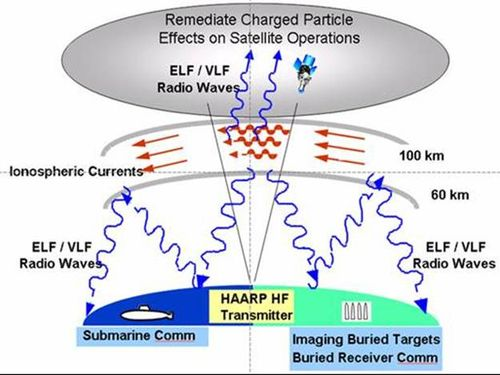 Remediate Charged Particle
Effects on Satellite Operations
ELF / VLF
Radio Waves
100 km
Ionospheric Currents
60 km
ELF / VLF
Radio Waves
ELF / VLF
Radio Waves
HAARP HF
Transmitter
Submarine Comm
Imaging Buried Targets
Buried Receiver Comm